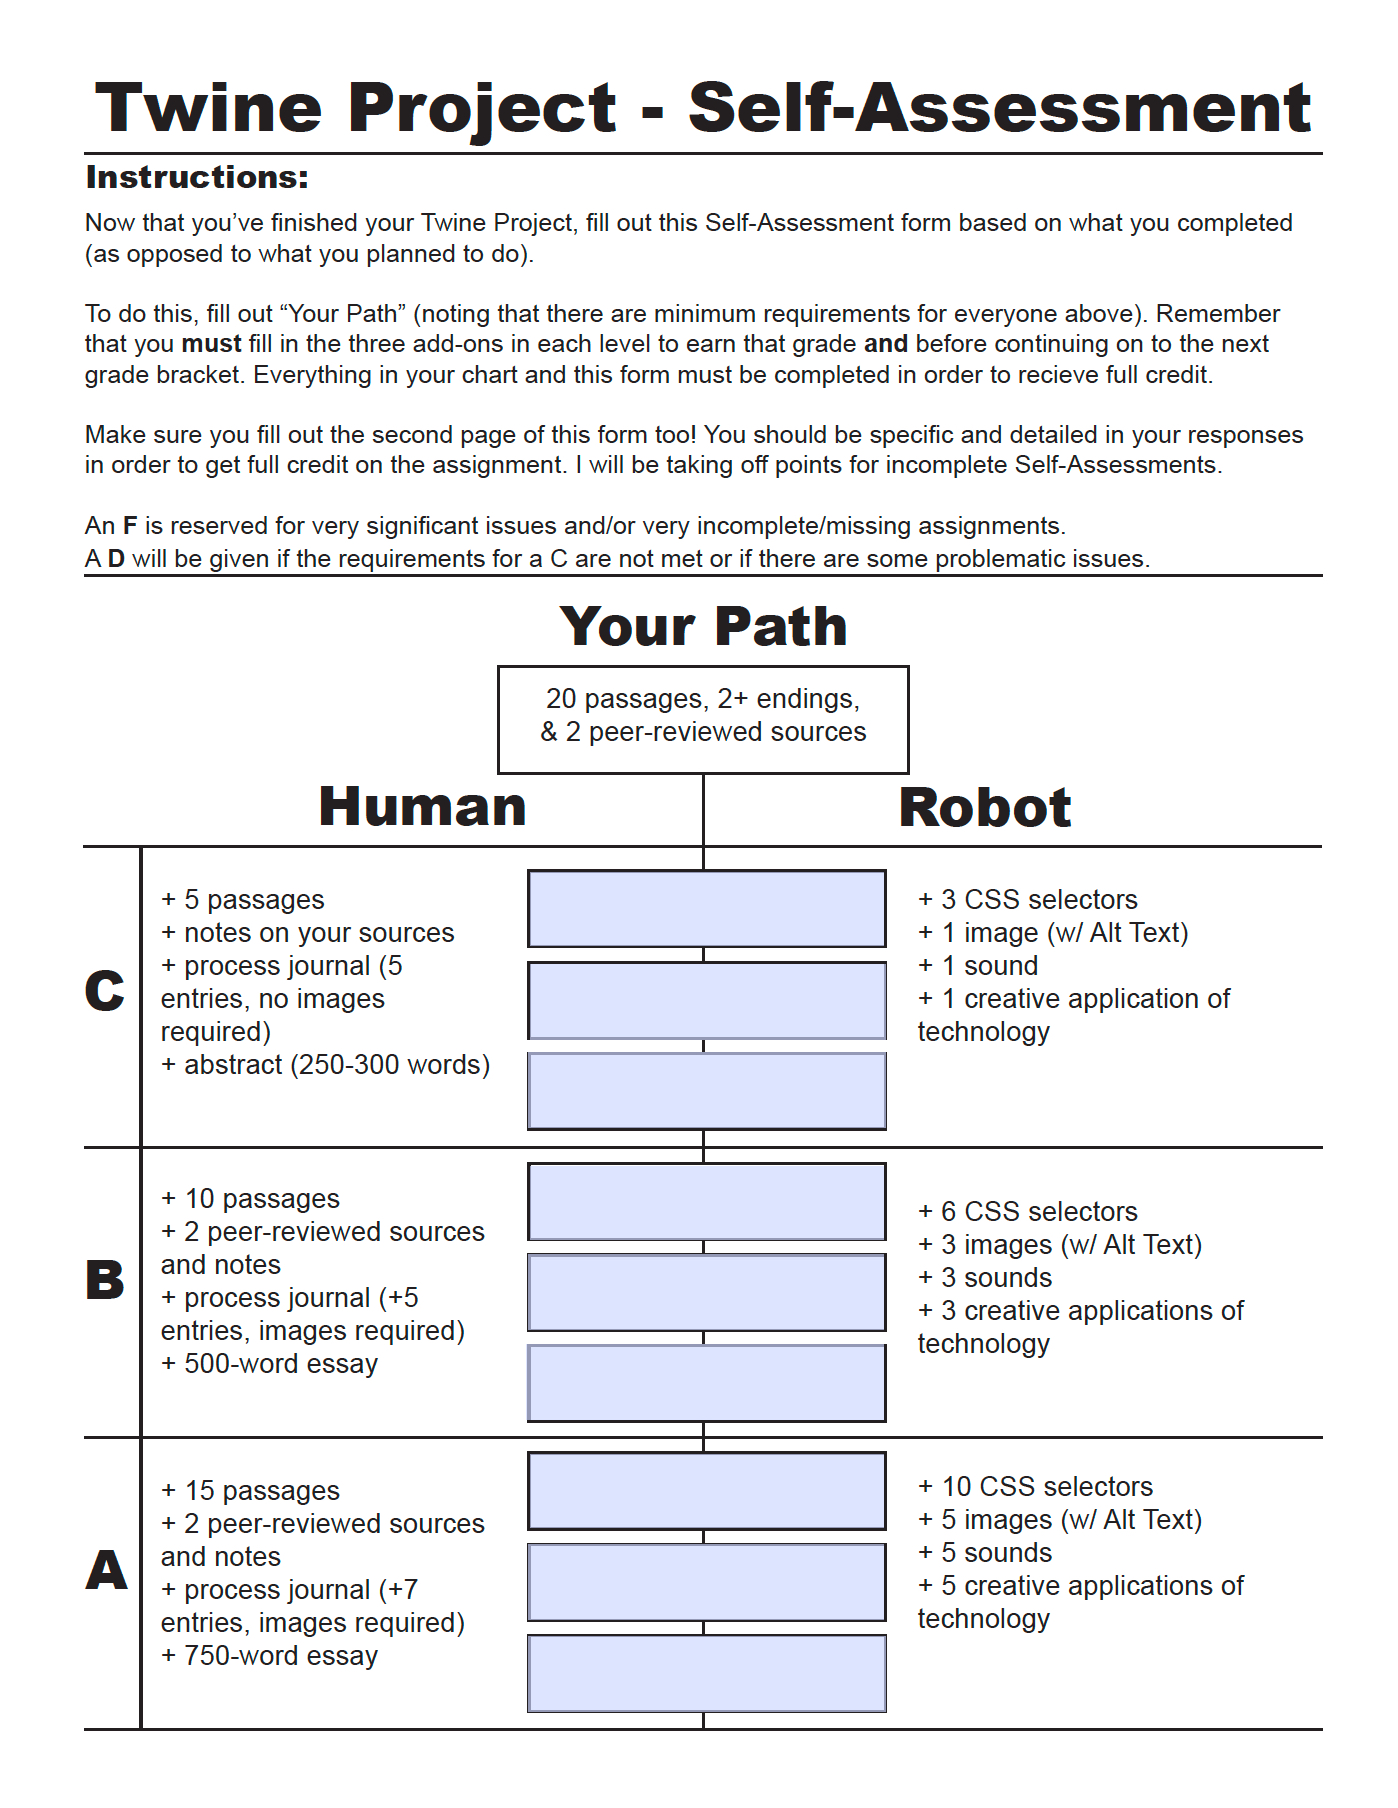 Twine Project - Self-Assessment
Instructions:
Now that you’ve finished your Twine Project, fill out this Self-Assessment form based on what you completed
(as opposed to what you planned to do).
To do this, fill out “Your Path” (noting that there are minimum requirements for everyone above). Remember
that you must fill in the three add-ons in each level to earn that grade and before continuing on to the next
grade bracket. Everything in your chart and this form must be completed in order to recieve full credit.
Make sure you fill out the second page of this form too! You should be specific and detailed in your responses
in order to get full credit on the assignment. I will be taking off points for incomplete Self-Assessments.
An F is reserved for very significant issues and/or very incomplete/missing assignments.
A D will be given if the requirements for a C are not met or if there are some problematic issues.
Your Path
20 passages, 2+ endings,
& 2 peer-reviewed sources
Human
Robot
C
+ 5 passages
+ notes on your sources
+ process journal (5
entries, no images
required)
+ abstract (250-300 words)
+ 3 CSS selectors
+ 1 image (w/ Alt Text)
+ 1 sound
+ 1 creative application of
technology
B
+ 10 passages
+ 2 peer-reviewed sources
and notes
+ process journal (+5
entries, images required)
+ 500-word essay
+ 6 CSS selectors
+ 3 images (w/ Alt Text)
+ 3 sounds
+ 3 creative applications of
technology
A
+ 15 passages
+ 2 peer-reviewed sources
and notes
+ process journal (+7
entries, images required)
+ 750-word essay
+ 10 CSS selectors
+ 5 images (w/ Alt Text)
+ 5 sounds
+ 5 creative applications of
technology